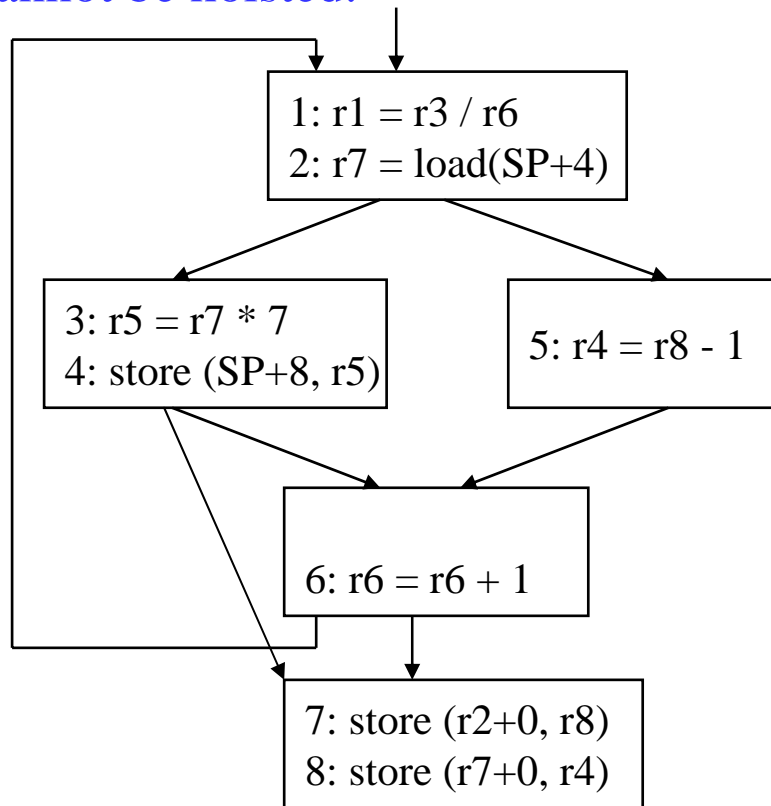 be hoisted.
1: r1 = r3 / r6
2: r7 = load(SP+4)
3: r5 = r7 * 7
4: store (SP+8, r5)
5: r4 = r8 - 1
6: r6 = r6 + 1
7: store (r2+0, r8)
8: store (r7+0, r4)